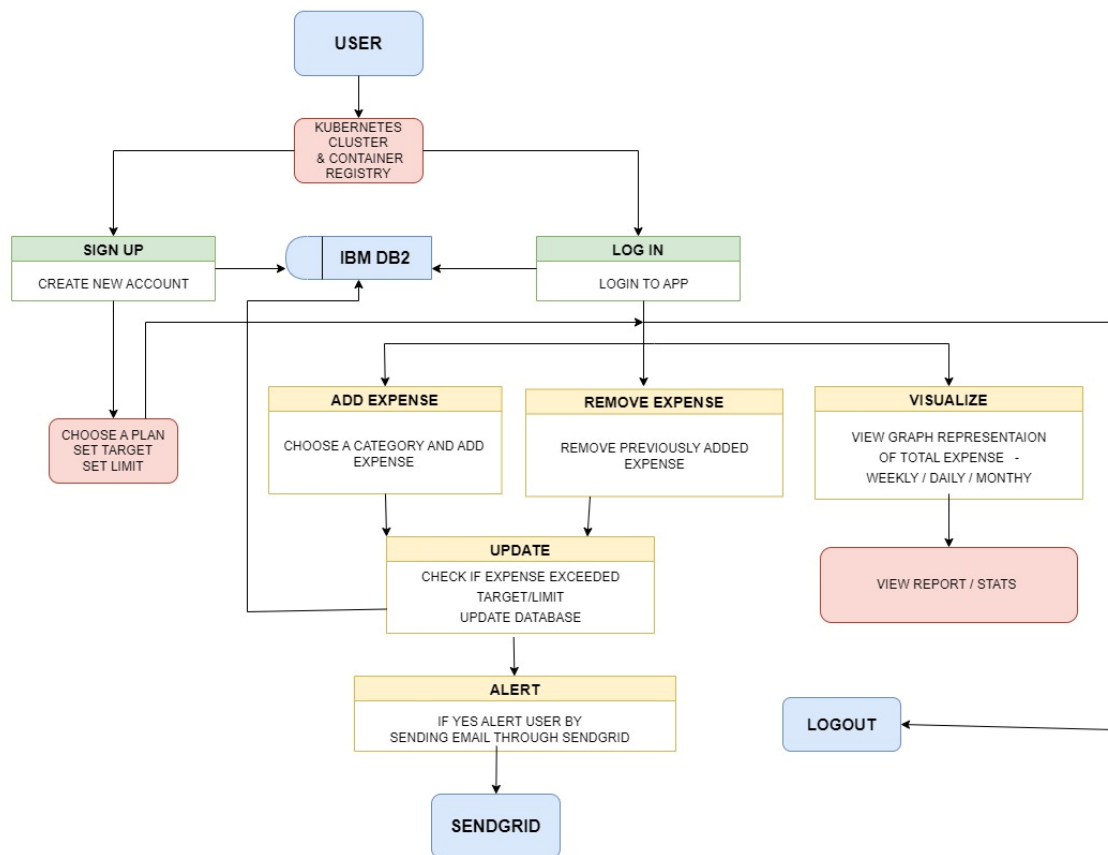 USER
KUBERNETES
CLUSTER
& CONTAINER
REGISTRY
SIGN UP
CREATE NEW ACCOUNT
IBM DB2
LOG IN
LOGIN TO APP
CHOOSE A PLAN
SET TARGET
SET LIMIT
ADD EXPENSE
CHOOSE A CATEGORY AND ADD
EXPENSE
REMOVE EXPENSE
REMOVE PREVIOUSLY ADDED
EXPENSE
VISUALIZE
VIEW GRAPH REPRESENTAION
OF TOTAL EXPENSE -
WEEKLY / DAILY / MONTHY
UPDATE
CHECK IF EXPENSE EXCEEDED
TARGET/LIMIT
UPDATE DATABASE
VIEW REPORT / STATS
ALERT
IF YES ALERT USER BY
SENDING EMAIL THROUGH SENDGRID
LOGOUT
SENDGRID